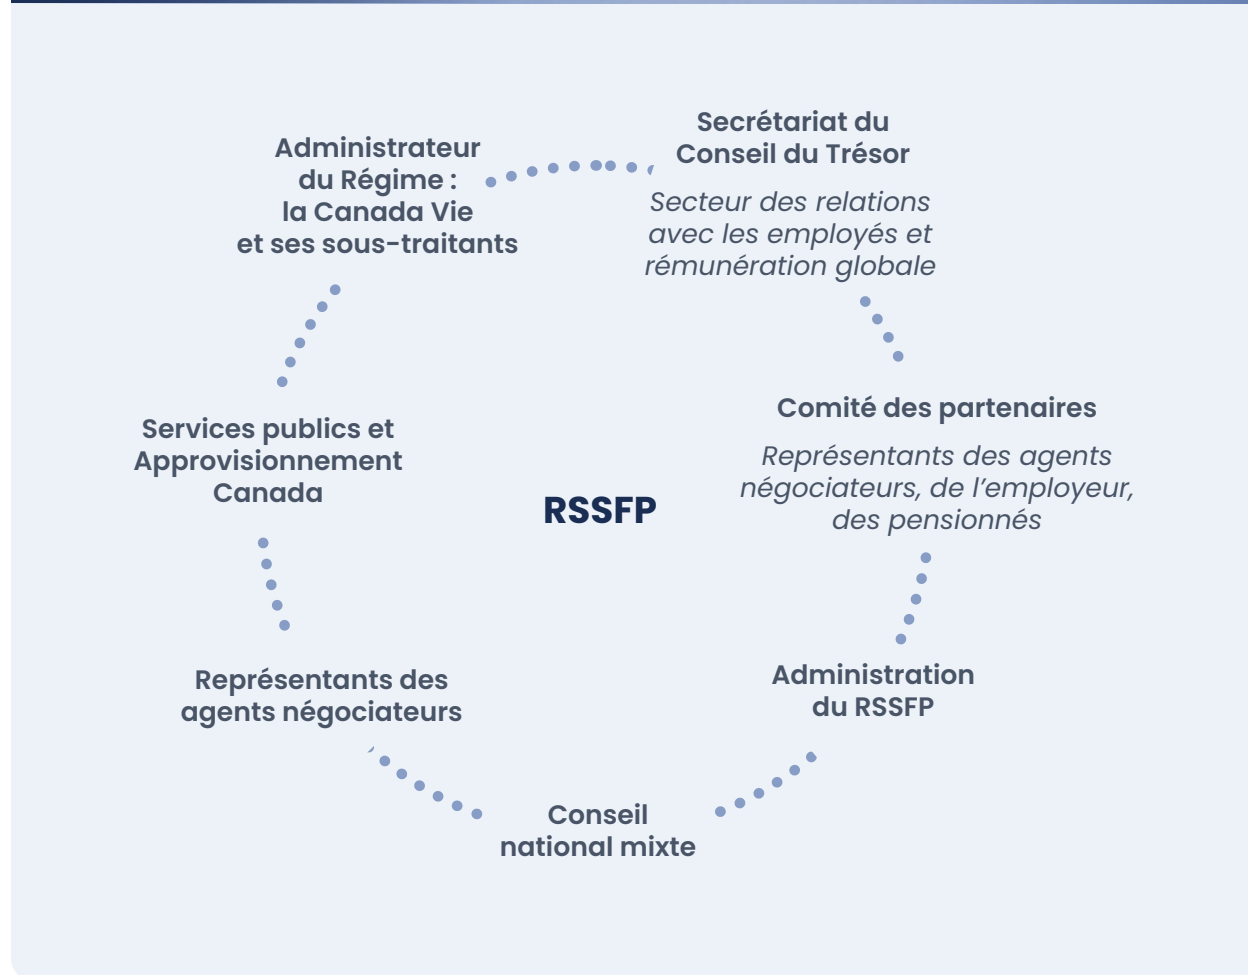 Secrétariat du
Conseil du Trésor
Secteur des relations
avec les employés et
rémunération globale
Comité des partenaires
Représentants des agents
négociateurs, de l’employeur,
des pensionnés
Administration
du RSSFP
Conseil
national mixte
Représentants des
agents négociateurs
Services publics et
Approvisionnement
Canada
Administrateur
du Régime :
la Canada Vie
et ses sous-traitants
RSSFP